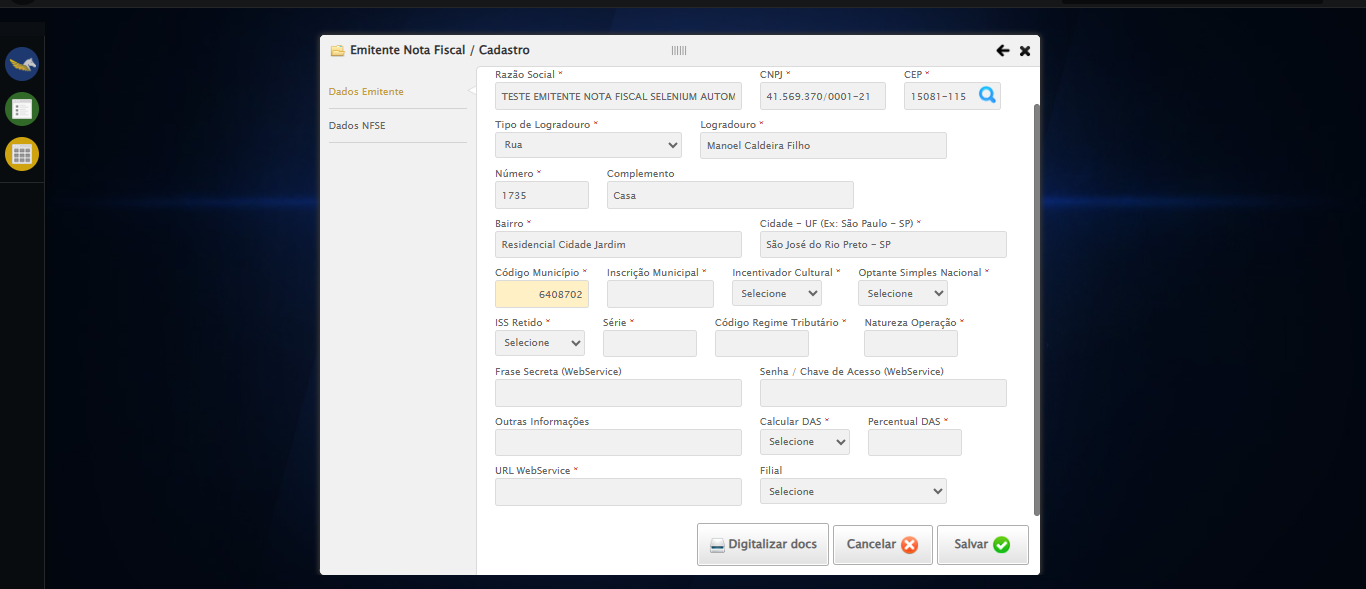 Emitente Nota Fiscal / Cadastro
Dados Emitente
Dados NFSE
Razão Social * CNPJ * CEP *
TESTE EMITENTE NOTA FISCAL SELENIUM AUTOM 41.569.370/0001-21 15081-115
Tipo de Logradouro * Logradouro *
Rua Manoel Caldeira Filho
Número * Complemento
1735 Casa
Bairro * Cidade - UF (Ex: São Paulo - SP) *
Residencial Cidade Jardim São José do Rio Preto - SP
Código Município * Inscrição Municipal * Incentivador Cultural * Optante Simples Nacional *
6408702 Selecione Selecione
ISS Retido * Série * Código Regime Tributário * Natureza Operação *
Selecione
Frase Secreta (WebService) Senha / Chave de Acesso (WebService)
Outras Informações Calcular DAS * Percentual DAS *
Selecione
URL WebService * Filial
Selecione
Digitalizar docs Cancelar Salvar